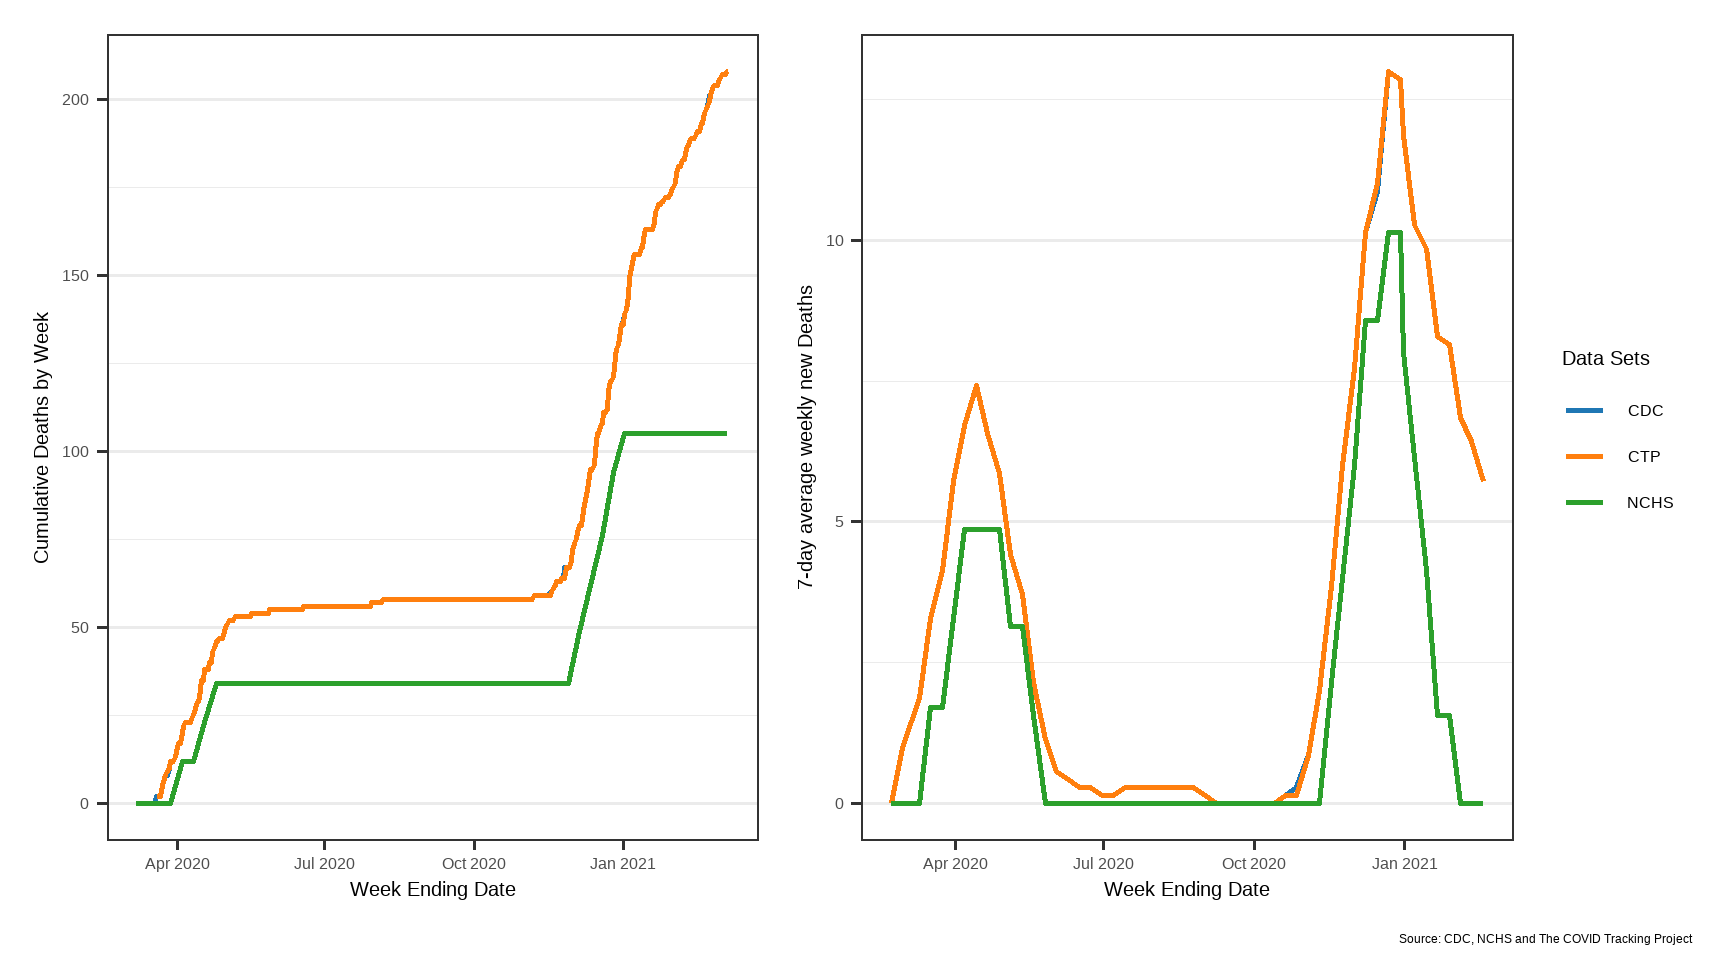 Cumulative Deaths by Week
200
150
100
50
0
Apr 2020
Jul 2020
Oct 2020
Jan 2021
Week Ending Date
7-day average weekly new Deaths
10
5
0
Apr 2020
Jul 2020
Oct 2020
Jan 2021
Week Ending Date
Data Sets
CDC
CTP
NCHS
Source: CDC, NCHS and The COVID Tracking Project